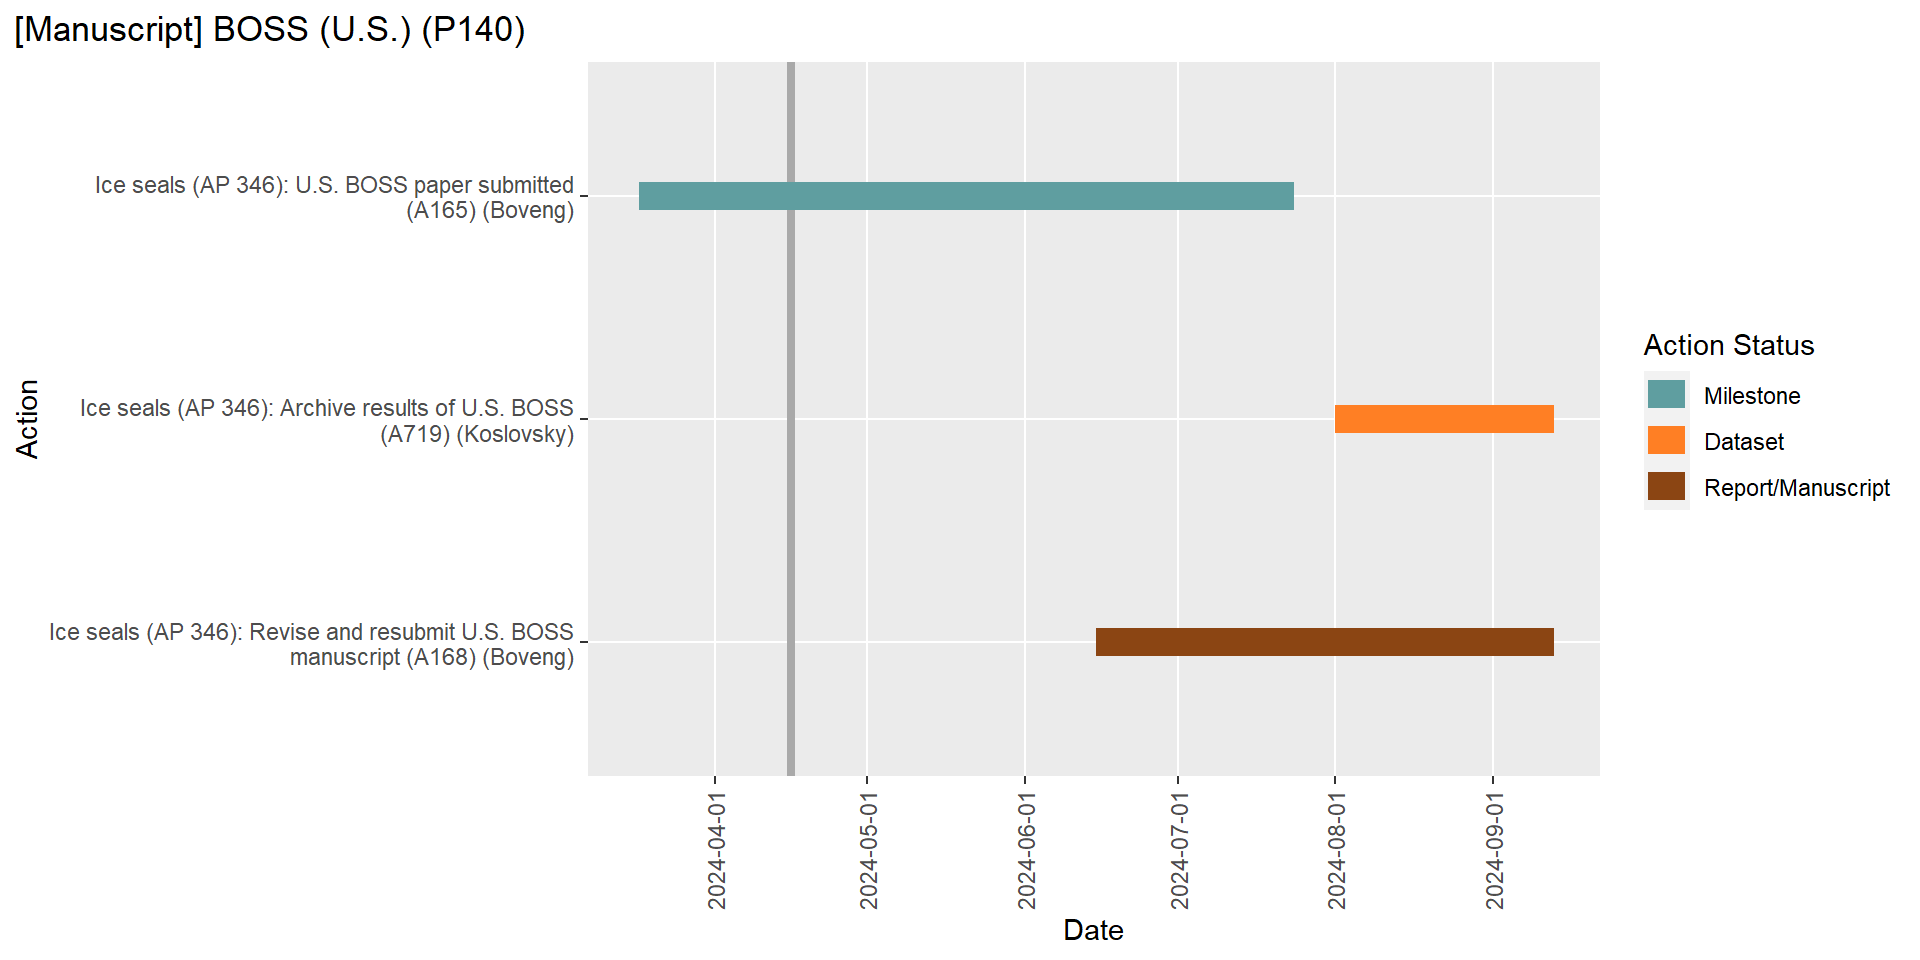 [Manuscript] BOSS (U.S.) (P140)
Ice seals (AP 346): U.S. BOSS paper submitted
(A165) (Boveng)
Ice seals (AP 346): Archive results of U.S. BOSS
(A719) (Koslovsky)
Ice seals (AP 346): Revise and resubmit U.S. BOSS
manuscript (A168) (Boveng)
Action
2024-04-01
2024-05-01
2024-06-01
2024-07-01
2024-08-01
2024-09-01
Date
Action Status
Milestone
Dataset
Report/Manuscript